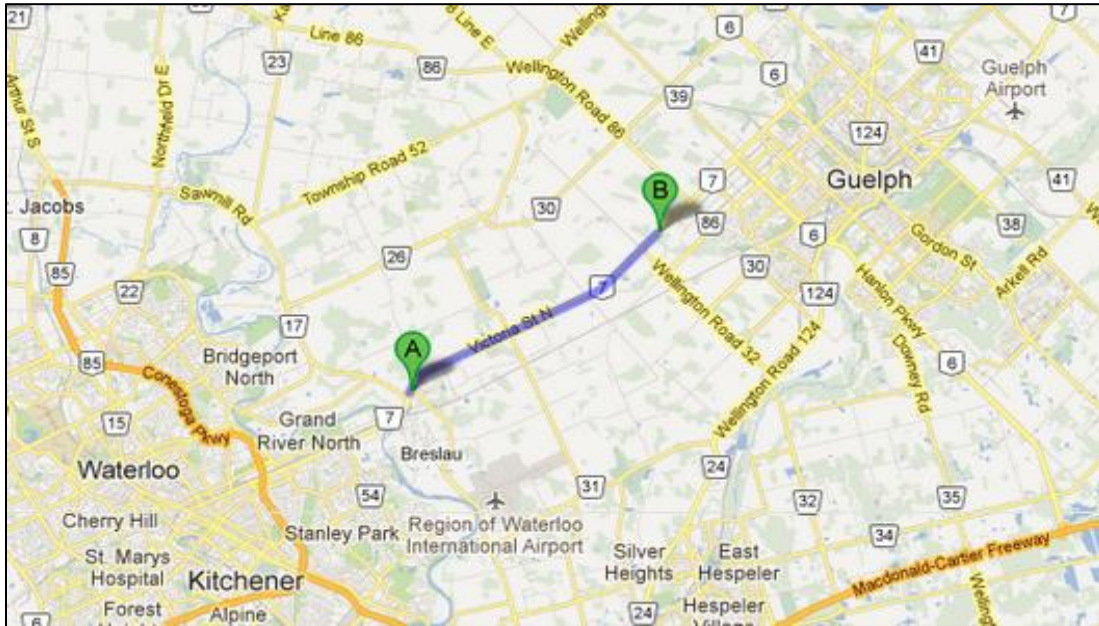 21
Line 86
23
86
8 Line E
Wellington Road 86
6
7
41
6
39
Guelph
Airport
124
Arthur St S
Northfield Dr E
Sawmill Rd
Township Road 52
30
B
7
Guelph
41
86
38
Jacobs
8
85
26
22
6
30
Gordon St
Arkell Rd
7
Wellington Road 32
124
Hanlon Pkwy
17
Victoria St N
A
Wellington Road 124
Downey Rd
6
85
Bridgeport
North
Conestoga Pkwy
7
15
Grand
River North
Breslau
Waterloo
24
31
54
32
35
Cherry Hill
Stanley Park
Region of Waterloo
International Airport
34
St. Marys
Hospital
Kitchener
Silver
Heights
East
Hespeler
Macdonald-Cartier Freeway
6
Forest
Alpine
24
Hespeler
Village